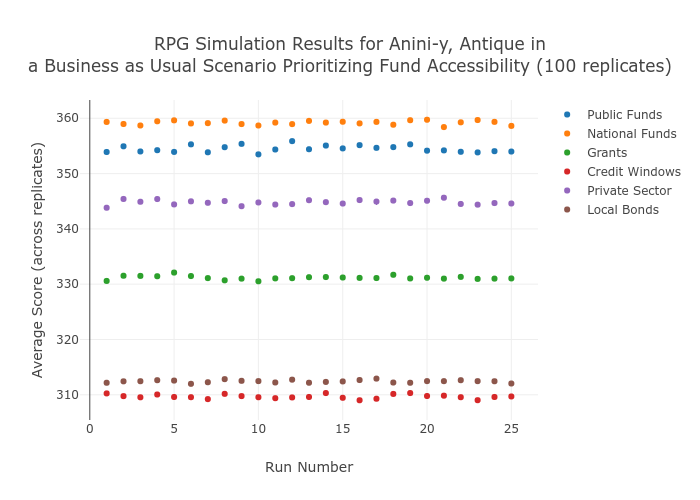 RPG Simulation Results for Anini-y, Antique in
a Business as Usual Scenario Prioritizing Fund Accessibility (100 replicates)
Average Score (across replicates)
360
350
340
330
320
310
0
5
10
15
20
25
Run Number
Public Funds
National Funds
Grants
Credit Windows
Private Sector
Local Bonds